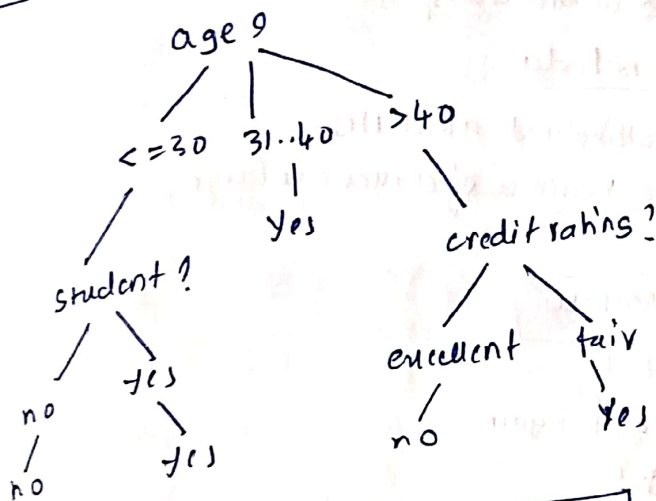 age ?
<=30 31..40 >40
Yes
student ?
credit rating ?
no yes
excellent fair
no yes
no Yes